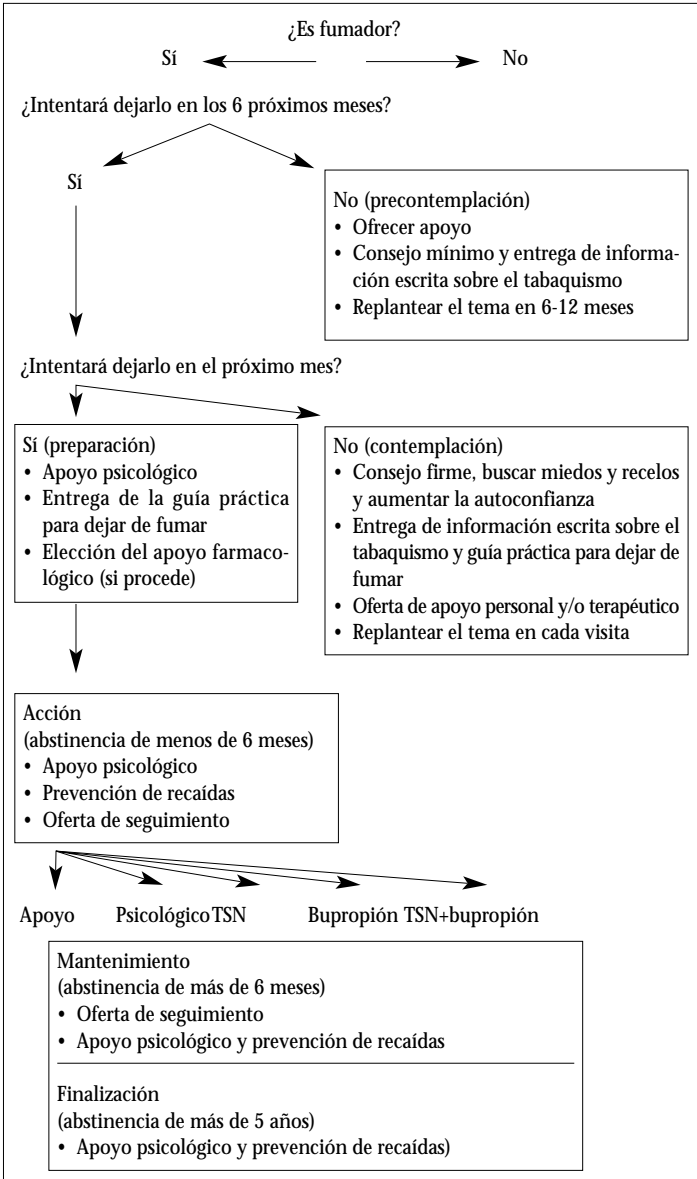 ¿Es fumador?
Sí
No
¿Intentará dejarlo en los 6 próximos meses?
Sí
No (precontemplación)
• Ofrecer apoyo
• Consejo mínimo y entrega de informa-
ción escrita sobre el tabaquismo
• Replantear el tema en 6-12 meses
¿Intentará dejarlo en el próximo mes?
Sí (preparación)
• Apoyo psicológico
• Entrega de la guía práctica
para dejar de fumar
• Elección del apoyo farmaco-
lógico (si procede)
No (contemplación)
• Consejo firme, buscar miedos y recelos
y aumentar la autoconfianza
• Entrega de información escrita sobre el
tabaquismo y guía práctica para dejar de
fumar
• Oferta de apoyo personal y/o terapéutico
• Replantear el tema en cada visita
Acción
(abstinencia de menos de 6 meses)
• Apoyo psicológico
• Prevención de recaídas
• Oferta de seguimiento
Apoyo Psicológico TSN Bupropión TSN+bupropión
Mantenimiento
(abstinencia de más de 6 meses)
• Oferta de seguimiento
• Apoyo psicológico y prevención de recaídas
Finalización
(abstinencia de más de 5 años)
• Apoyo psicológico y prevención de recaídas)